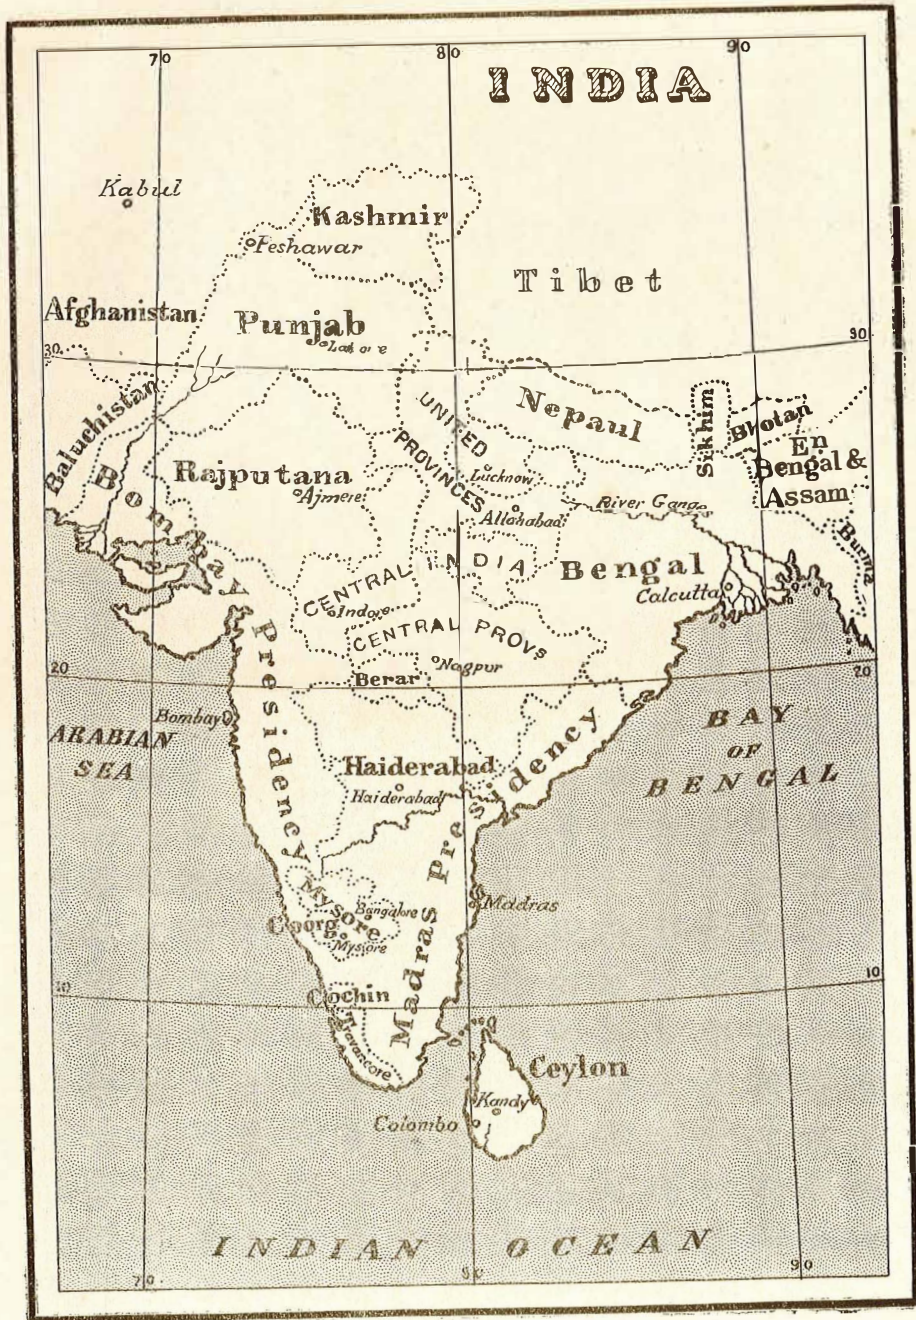 70
80
90
INDIA
Kabul
Kashmir
Peshawar
Tibet
Afghanistan
Punjab
30
30
Baluchistan
UNITED
PROVINCES
Nepaul
Sikhim
Bhotan
En
Bengal &
Assam
Rajputana
Ajmere
Lucknow
River Ganges
Allahabad
Burma
Bombay
Presidency
CENTRAL INDIA
Bengal
Calcutta
Indore
CENTRAL PROVS
Nagpur
Berar
20
20
Bombay
ARABIAN
SEA
BAY
OF
BENGAL
Haiderabad
Haiderabad
Madras Presidency
Mysore
Bangalore
Coorg
Mysore
Madras
10
10
Cochin
Travancore
Ceylon
Kandy
Colombo
INDIAN OCEAN
70
80
90